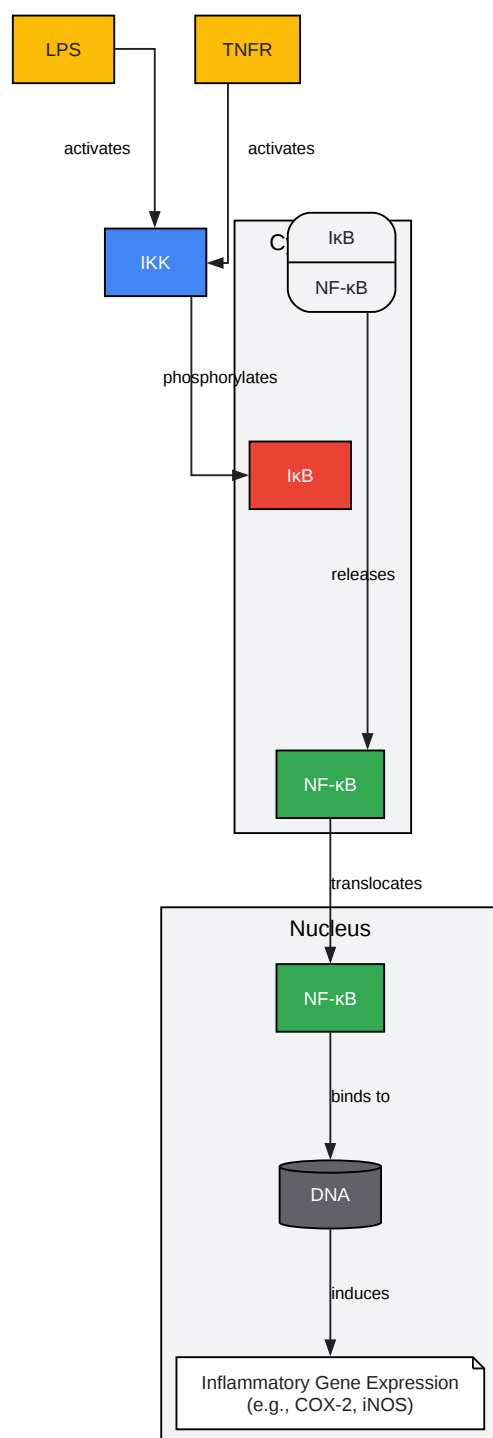 LPS
TNFR
activates
activates
IκB
NF-κB
IKK
phosphorylates
IκB
releases
NF-κB
translocates
Nucleus
NF-κB
binds to
DNA
induces
Inflammatory Gene Expression
(e.g., COX-2, iNOS)